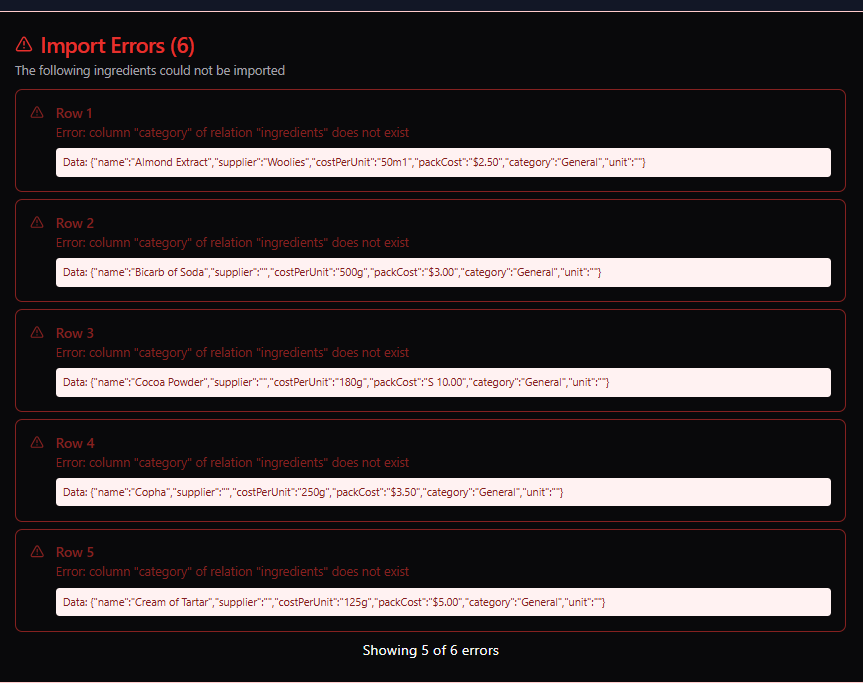 Import Errors (6)
The following ingredients could not be imported
Row 1
Error: column "category" of relation "ingredients" does not exist
Data: {"name":"Almond Extract","supplier":"Woolies","costPerUnit":"50m1","packCost":"$2.50","category":"General","unit":""}
Row 2
Error: column "category" of relation "ingredients" does not exist
Data: {"name":"Bicarb of Soda","supplier":"","costPerUnit":"500g","packCost":"$3.00","category":"General","unit":""}
Row 3
Error: column "category" of relation "ingredients" does not exist
Data: {"name":"Cocoa Powder","supplier":"","costPerUnit":"180g","packCost":"S 10.00","category":"General","unit":""}
Row 4
Error: column "category" of relation "ingredients" does not exist
Data: {"name":"Copha","supplier":"","costPerUnit":"250g","packCost":"$3.50","category":"General","unit":""}
Row 5
Error: column "category" of relation "ingredients" does not exist
Data: {"name":"Cream of Tartar","supplier":"","costPerUnit":"125g","packCost":"$5.00","category":"General","unit":""}
Showing 5 of 6 errors